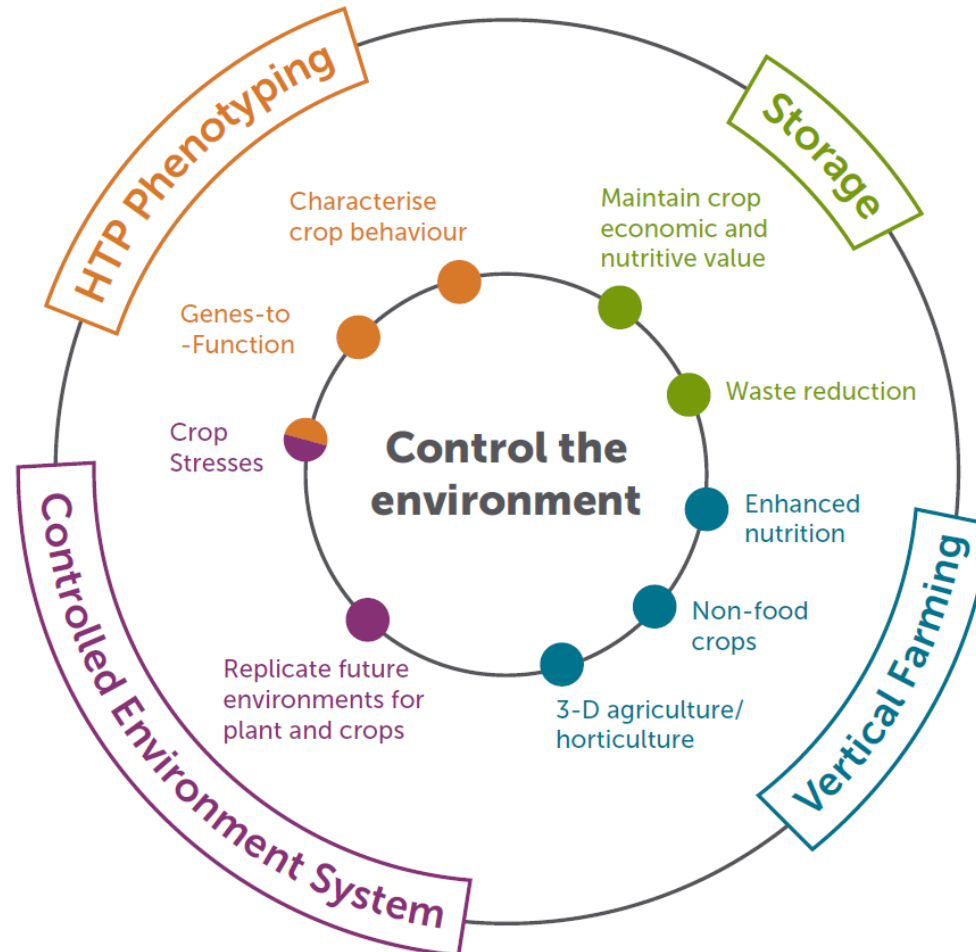 HTP Phenotyping
Storage
Characterise
crop behaviour
Maintain crop
economic and
nutritive value
Genes-to
-Function
Waste reduction
Crop
Stresses
Control the
environment
Enhanced
nutrition
Non-food
crops
Replicate future
environments for
plant and crops
3-D agriculture/
horticulture
Controlled Environment System
Vertical Farming